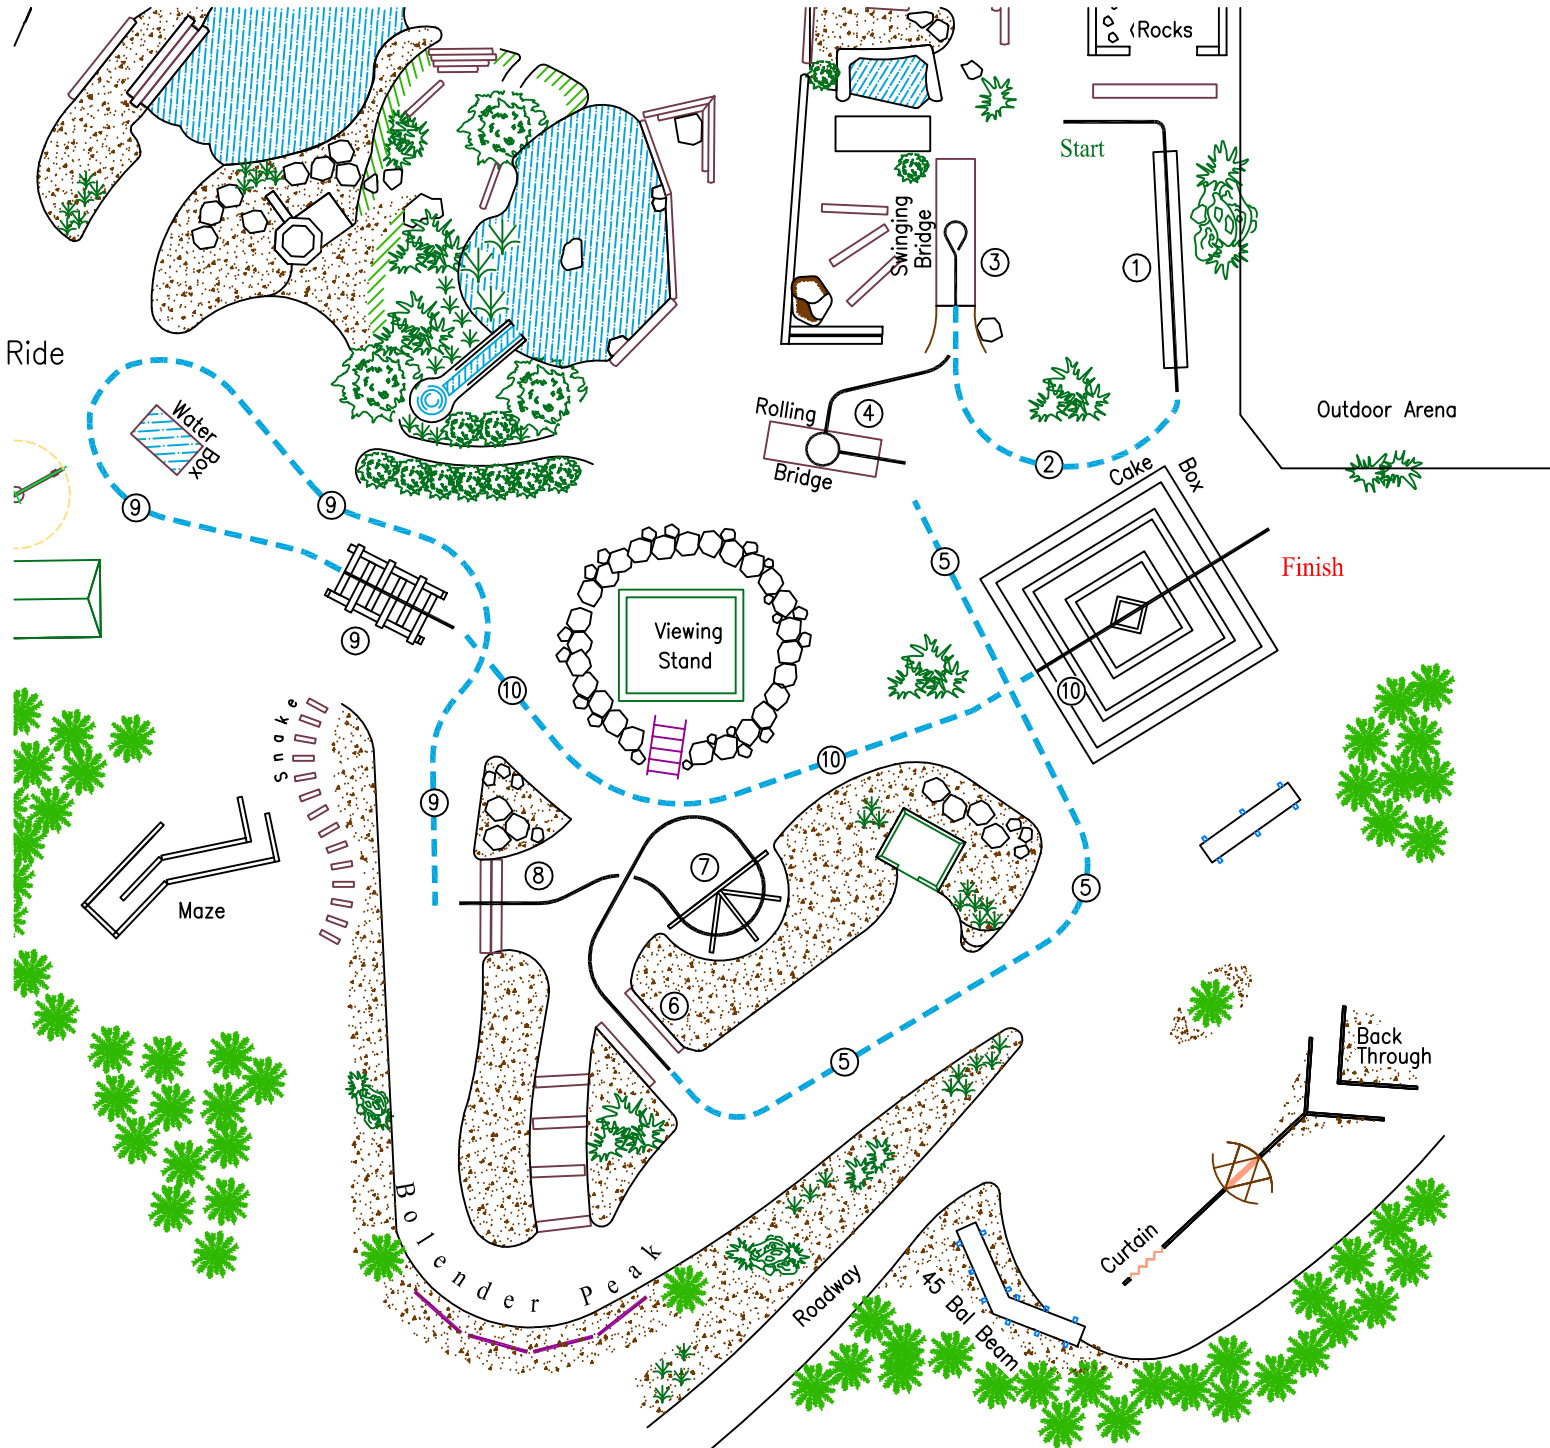 Rocks
Start
Swinging
Bridge
3
1
Ride
Water
Box
Rolling
Bridge
4
Outdoor Arena
2
Cake
Box
9
9
5
Finish
9
Viewing
Stand
10
10
Snake
10
9
7
8
5
Maze
6
5
Back
Through
Bolender Peak
Curtain
Roadway
45 Bal Beam